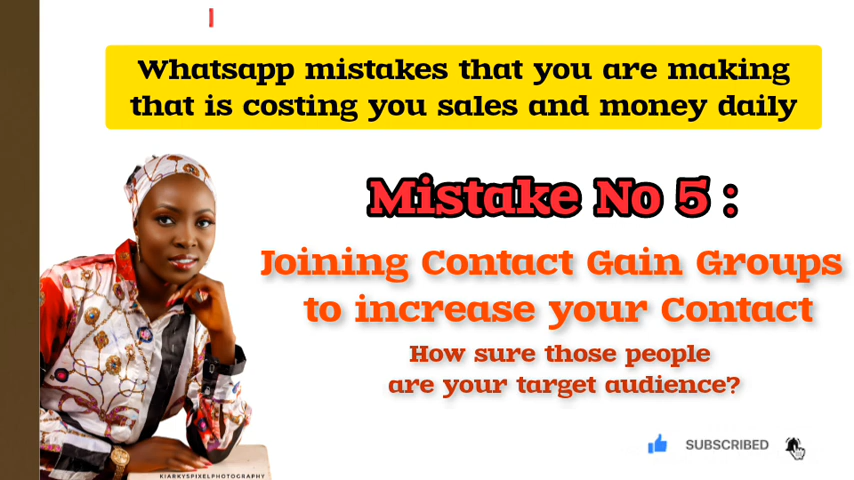 Whatsapp mistakes that you are making
that is costing you sales and money daily
Mistake No 5 :
Joining Contact Gain Groups
to increase your Contact
How sure those people
are your target audience?
SUBSCRIBED
KIARKYSPIXELPHOTOGRAPHY